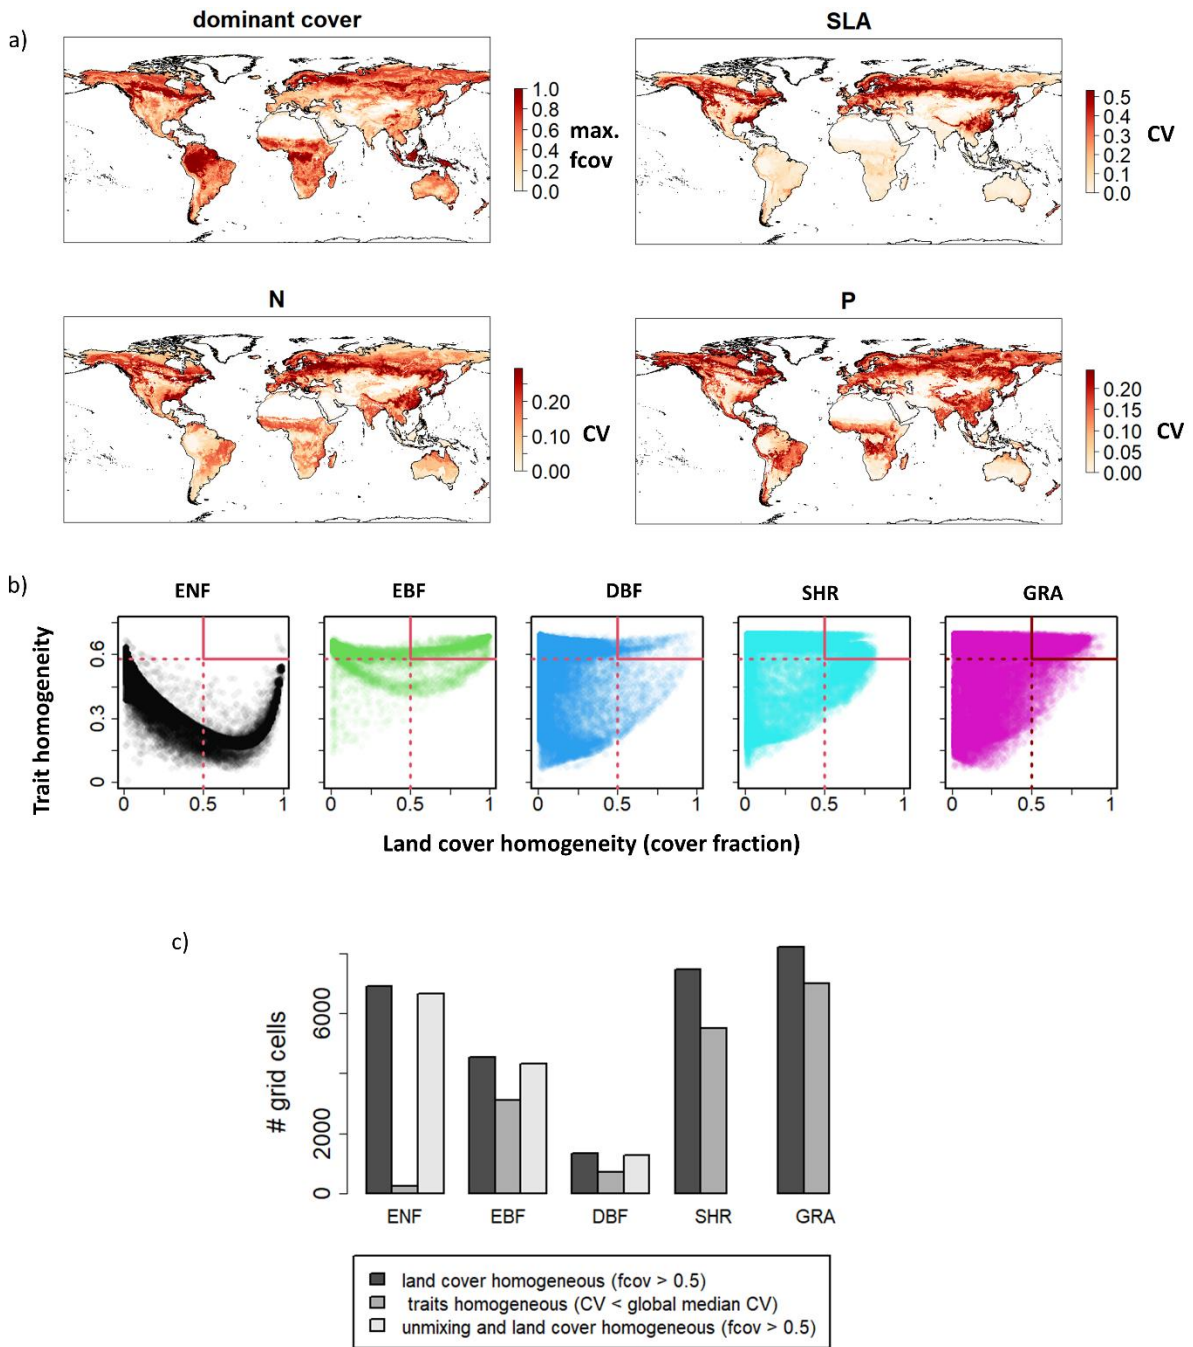 a)
dominant cover
1.0
0.8
0.6
0.4
0.2
0.0
max.
fcov
SLA
0.5
0.4
0.3
0.2
0.1
0.0
CV
N
0.20
0.10
0.00
CV
P
0.20
0.15
0.10
0.05
0.00
CV
b)
ENF
EBF
DBF
SHR
GRA
Trait homogeneity
0.6
0.3
0
0 0.5 1
0 0.5 1
0 0.5 1
0 0.5 1
0 0.5 1
Land cover homogeneity (cover fraction)
c)
# grid cells
6000
2000
0
ENF
EBF
DBF
SHR
GRA
land cover homogeneous (fcov > 0.5)
traits homogeneous (CV < global median CV)
unmixing and land cover homogeneous (fcov > 0.5)